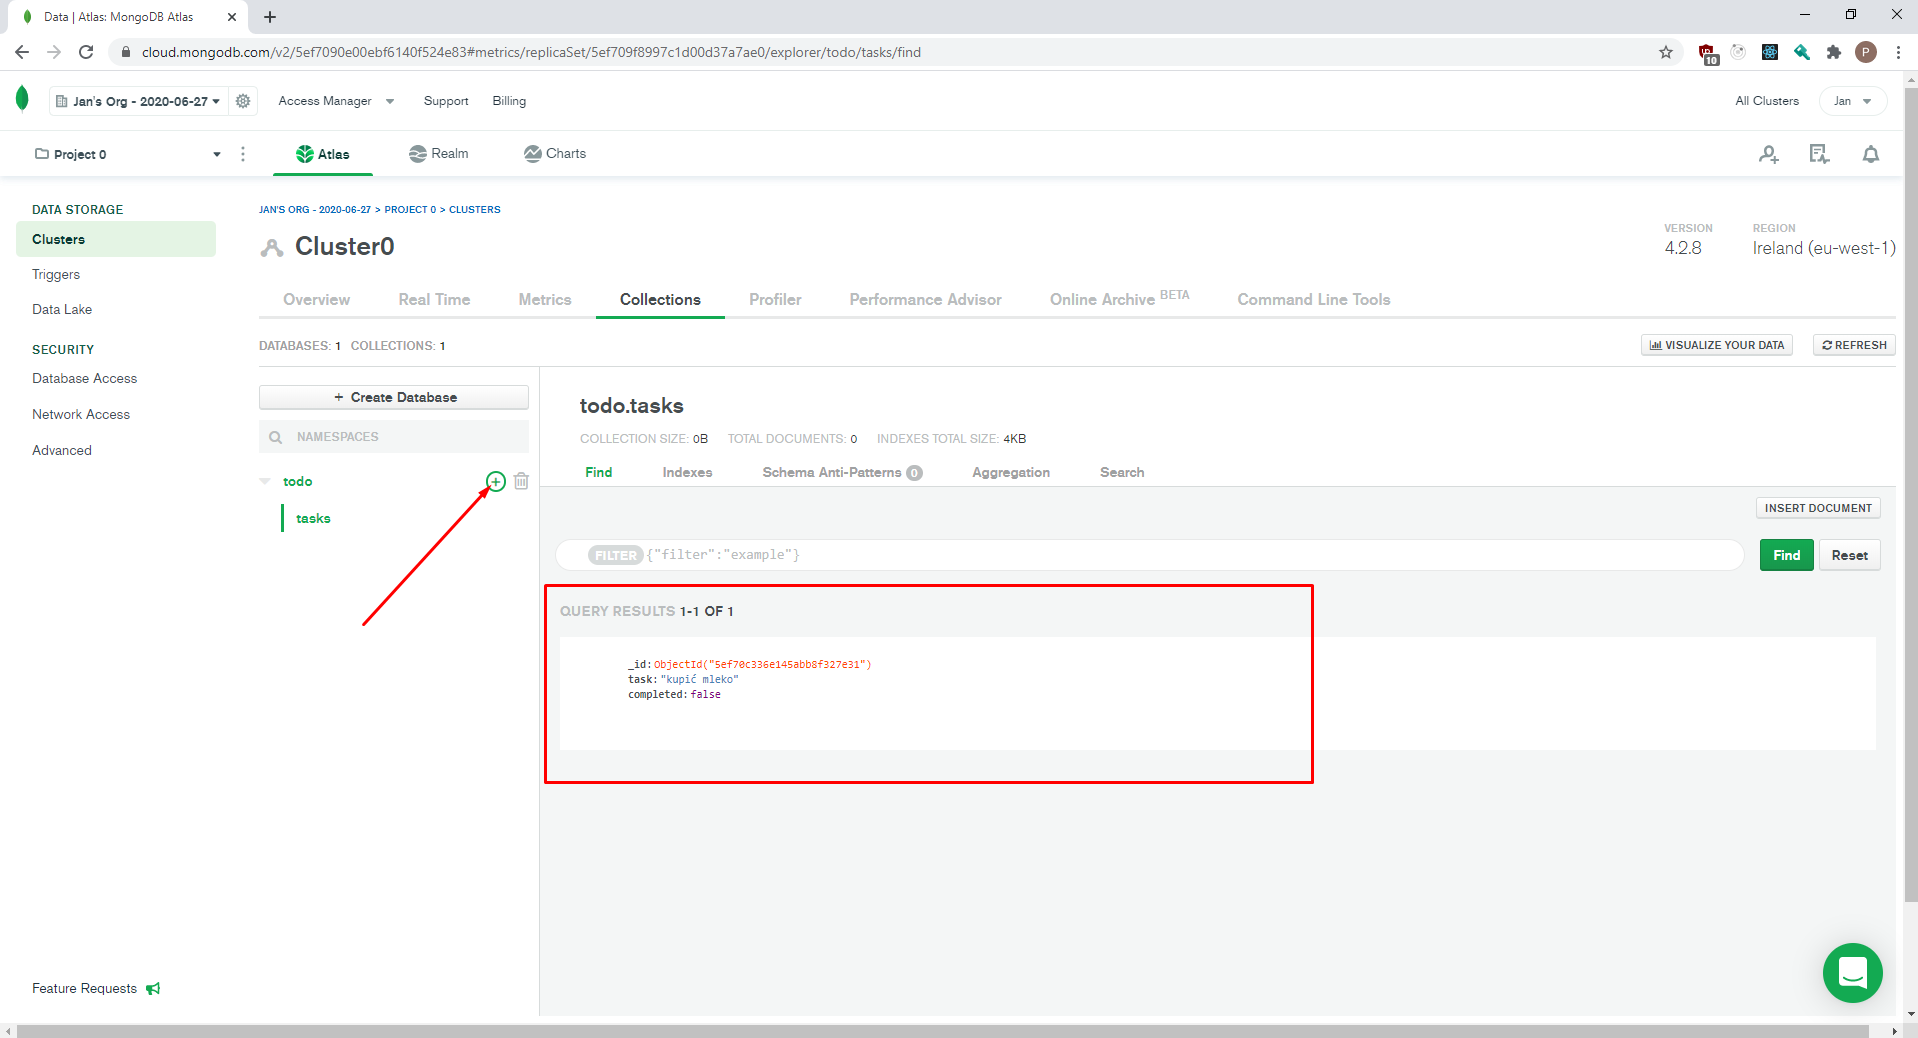 Data | Atlas: MongoDB Atlas
cloud.mongodb.com/v2/5ef7090e00ebf6140f524e83#metrics/replicaSet/5ef709f8997c1d00d37a7ae0/explorer/todo/tasks/find
10
P
Jan's Org - 2020-06-27
Access Manager
Support
Billing
All Clusters
Jan
Project 0
Atlas
Realm
Charts
DATA STORAGE
Clusters
Triggers
Data Lake
SECURITY
Database Access
Network Access
Advanced
Feature Requests
JAN'S ORG - 2020-06-27 > PROJECT 0 > CLUSTERS
Cluster0
VERSION
4.2.8
REGION
Ireland (eu-west-1)
Overview
Real Time
Metrics
Collections
Profiler
Performance Advisor
Online Archive BETA
Command Line Tools
DATABASES: 1 COLLECTIONS: 1
VISUALIZE YOUR DATA
REFRESH
+ Create Database
NAMESPACES
todo
tasks
todo.tasks
COLLECTION SIZE: 0B TOTAL DOCUMENTS: 0 INDEXES TOTAL SIZE: 4KB
Find
Indexes
Schema Anti-Patterns 0
Aggregation
Search
INSERT DOCUMENT
FILTER {"filter":"example"}
Find
Reset
QUERY RESULTS 1-1 OF 1
_id: ObjectId("5ef70c336e145abb8f327e31")
task: "kupić mleko"
completed: false